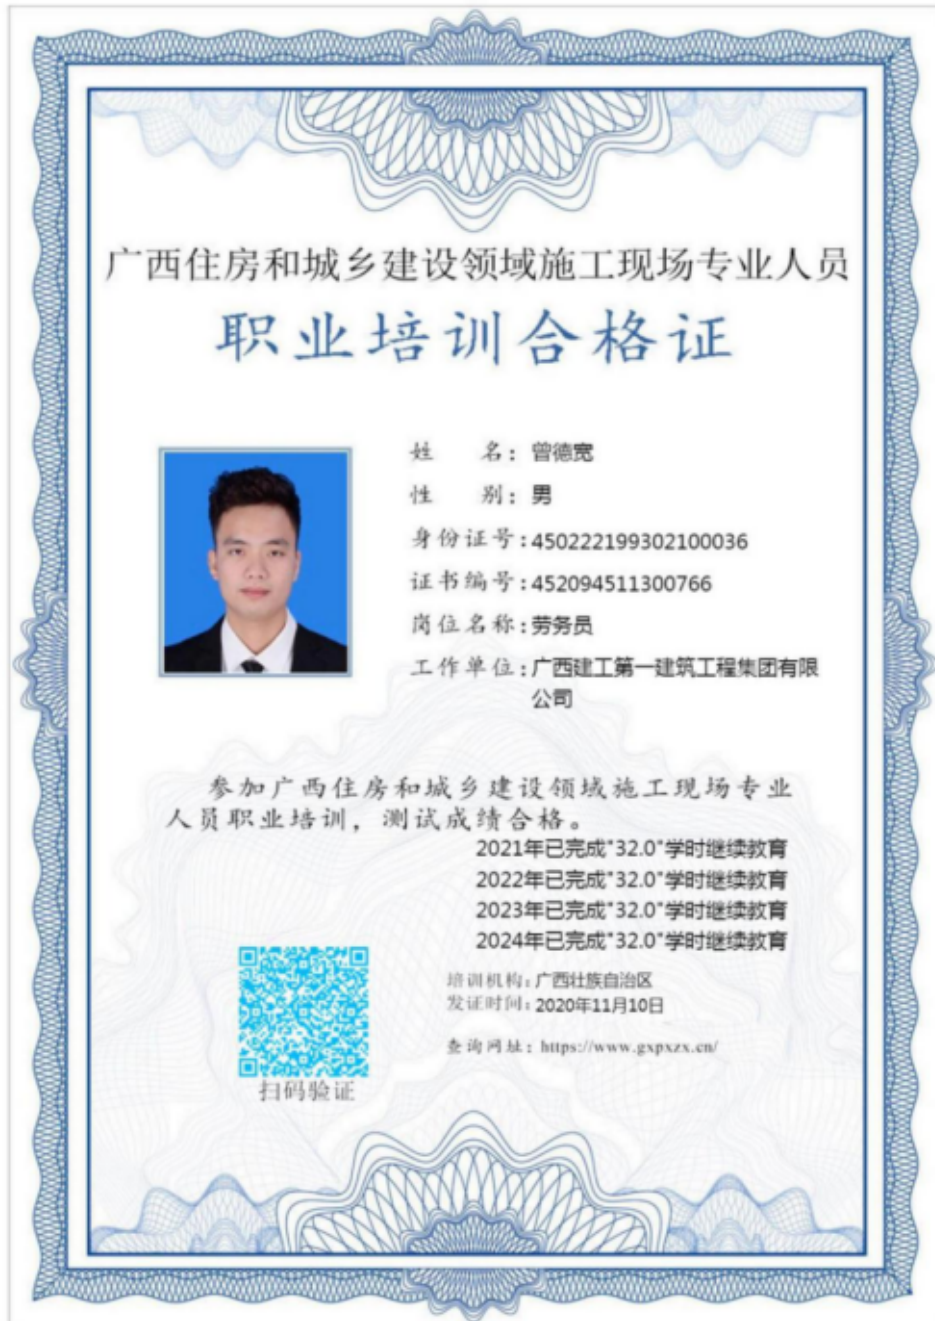 广西住房和城乡建设领域施工现场专业人员
职业培训合格证
姓 名：曾德宽
性 别：男
身份证号：450222199302100036
证书编号：452094511300766
岗位名称：劳务员
工作单位：广西建工第一建筑工程集团有限
公司
参加广西住房和城乡建设领域施工现场专业
人员职业培训，测试成绩合格。
2021年已完成"32.0"学时继续教育
2022年已完成"32.0"学时继续教育
2023年已完成"32.0"学时继续教育
2024年已完成"32.0"学时继续教育
培训机构：广西壮族自治区
发证时间：2020年11月10日
查询网址：https://www.gxpxzx.cn/
扫码验证